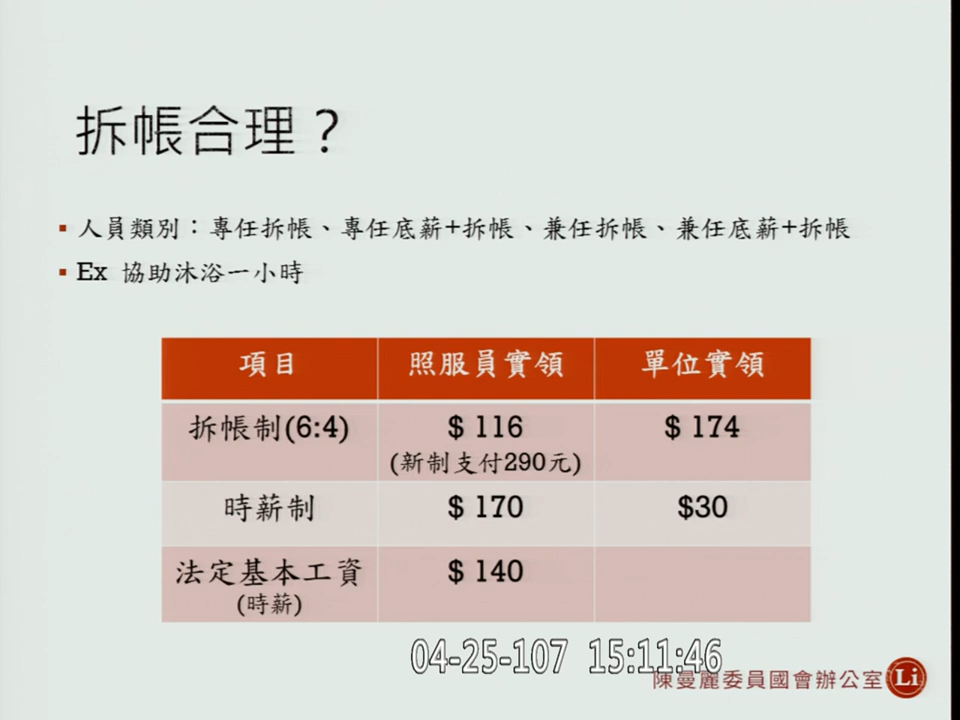 拆帳合理？
▪ 人員類別：專任拆帳、專任底薪+拆帳、兼任拆帳、兼任底薪+拆帳
▪ Ex 協助沐浴一小時
項目 照服員實領 單位實領
拆帳制(6:4) $ 116 $ 174
(新制支付290元)
時薪制 $ 170 $30
法定基本工資 $ 140
(時薪)
04-25-107 15:11:46
陳曼麗委員國會辦公室 Li